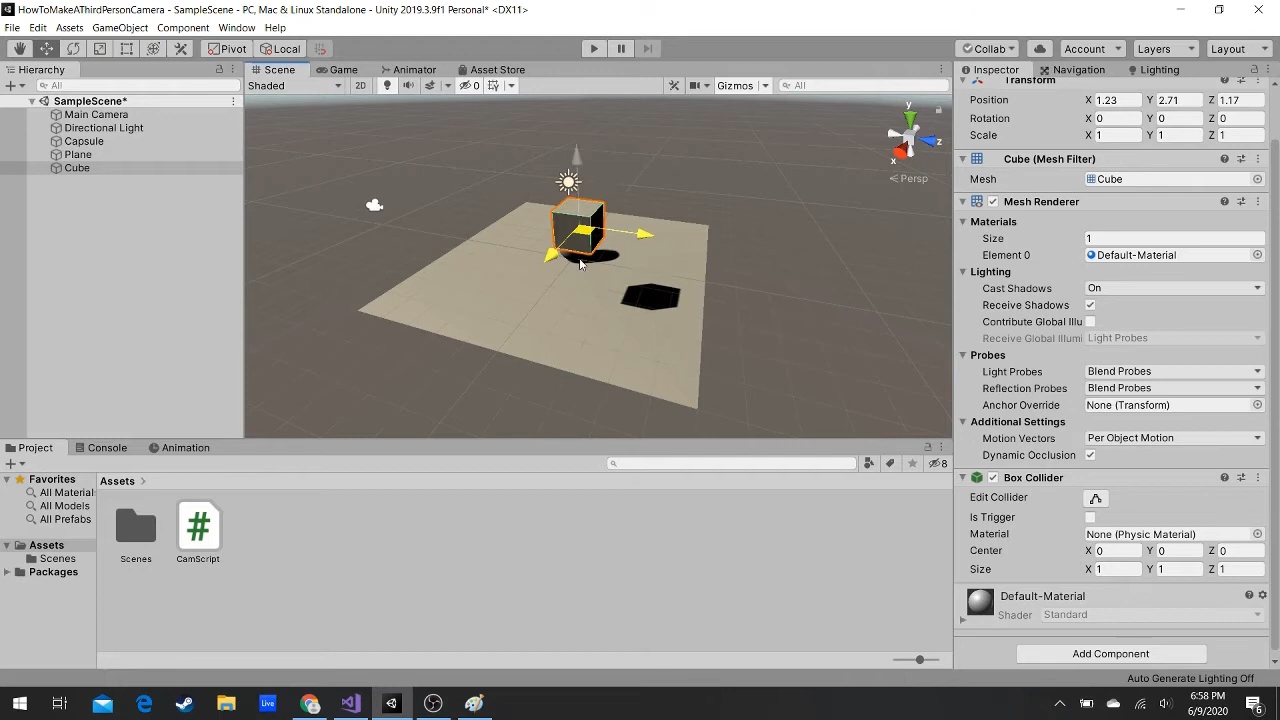 HowToMakeAThirdPersonCamera - SampleScene - PC, Mac & Linux Standalone - Unity 2019.3.9f1 Personal* <DX11>
File Edit Assets GameObject Component Window Help
Pivot Local Collab Account Layers Layout
Hierarchy Scene Game Animator Asset Store Inspector Navigation Lighting
All Shaded 2D 0 Gizmos All
Transform
SampleScene*
Main Camera
Directional Light
Capsule
Plane
Cube
y
z
x
Persp
Position X 1.23 Y 2.71 Z 1.17
Rotation X 0 Y 0 Z 0
Scale X 1 Y 1 Z 1
Cube (Mesh Filter)
Mesh Cube
Mesh Renderer
Materials
Size 1
Element 0 Default-Material
Lighting
Cast Shadows On
Receive Shadows
Contribute Global Illu
Receive Global Illumi Light Probes
Probes
Light Probes Blend Probes
Reflection Probes Blend Probes
Anchor Override None (Transform)
Additional Settings
Motion Vectors Per Object Motion
Dynamic Occlusion
Box Collider
Edit Collider
Is Trigger
Material None (Physic Material)
Center X 0 Y 0 Z 0
Size X 1 Y 1 Z 1
Default-Material
Shader Standard
Add Component
Auto Generate Lighting Off
Project Console Animation
8
Favorites
All Material
All Models
All Prefabs
Assets
Scenes
Packages
Assets
Scenes
#
CamScript
Live
6:58 PM
6/9/2020
6